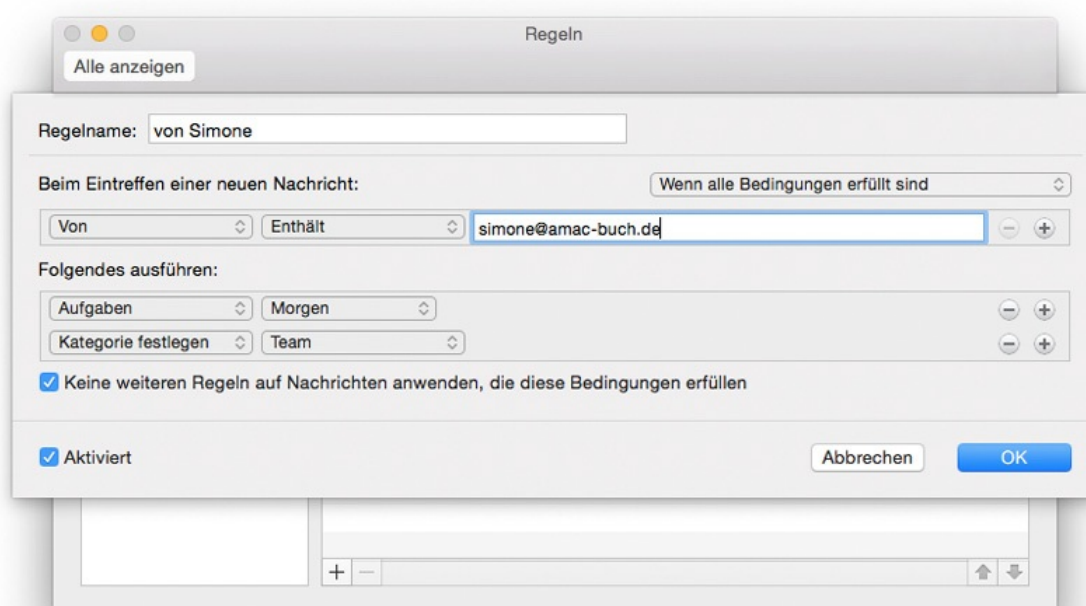 Regeln
Alle anzeigen
Regelname: von Simone
Beim Eintreffen einer neuen Nachricht: Wenn alle Bedingungen erfüllt sind
Von Enthält simone@amac-buch.de
Folgendes ausführen:
Aufgaben Morgen
Kategorie festlegen Team
Keine weiteren Regeln auf Nachrichten anwenden, die diese Bedingungen erfüllen
Aktiviert Abbrechen OK